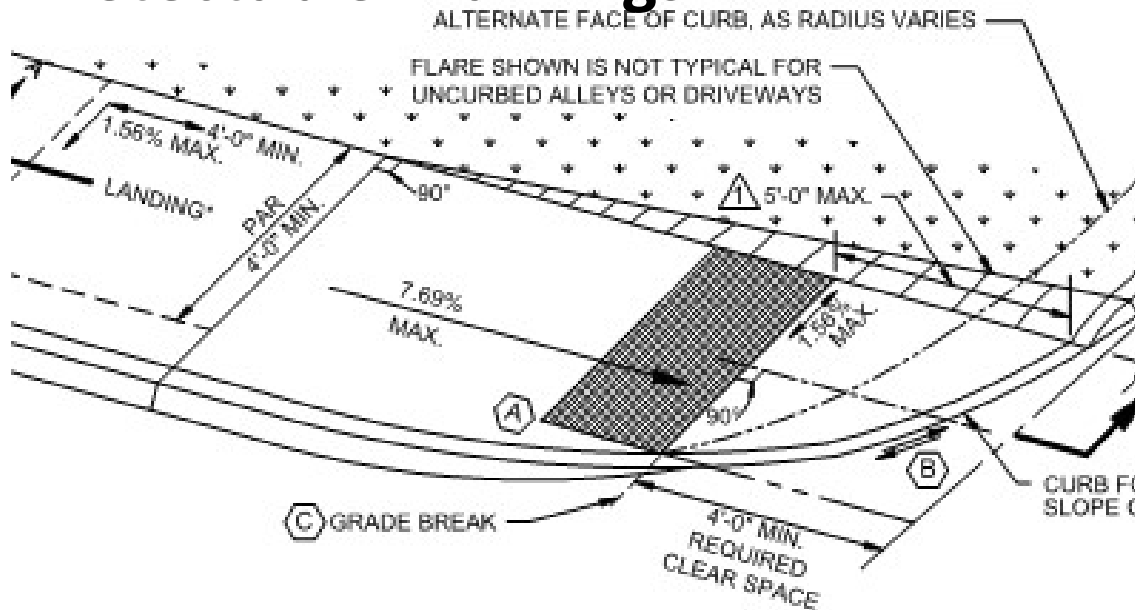 ALTERNATE FACE OF CURB, AS RADIUS VARIES
FLARE SHOWN IS NOT TYPICAL FOR
UNCURBED ALLEYS OR DRIVEWAYS
4'-0" MIN.
1.56% MAX.
LANDING*
PAR
4'-0" MIN.
90°
1
5'-0" MAX.
7.69%
MAX.
1.56%
MAX.
A
90°
B
C GRADE BREAK
4'-0" MIN.
REQUIRED
CLEAR SPACE
CURB
SLOPE